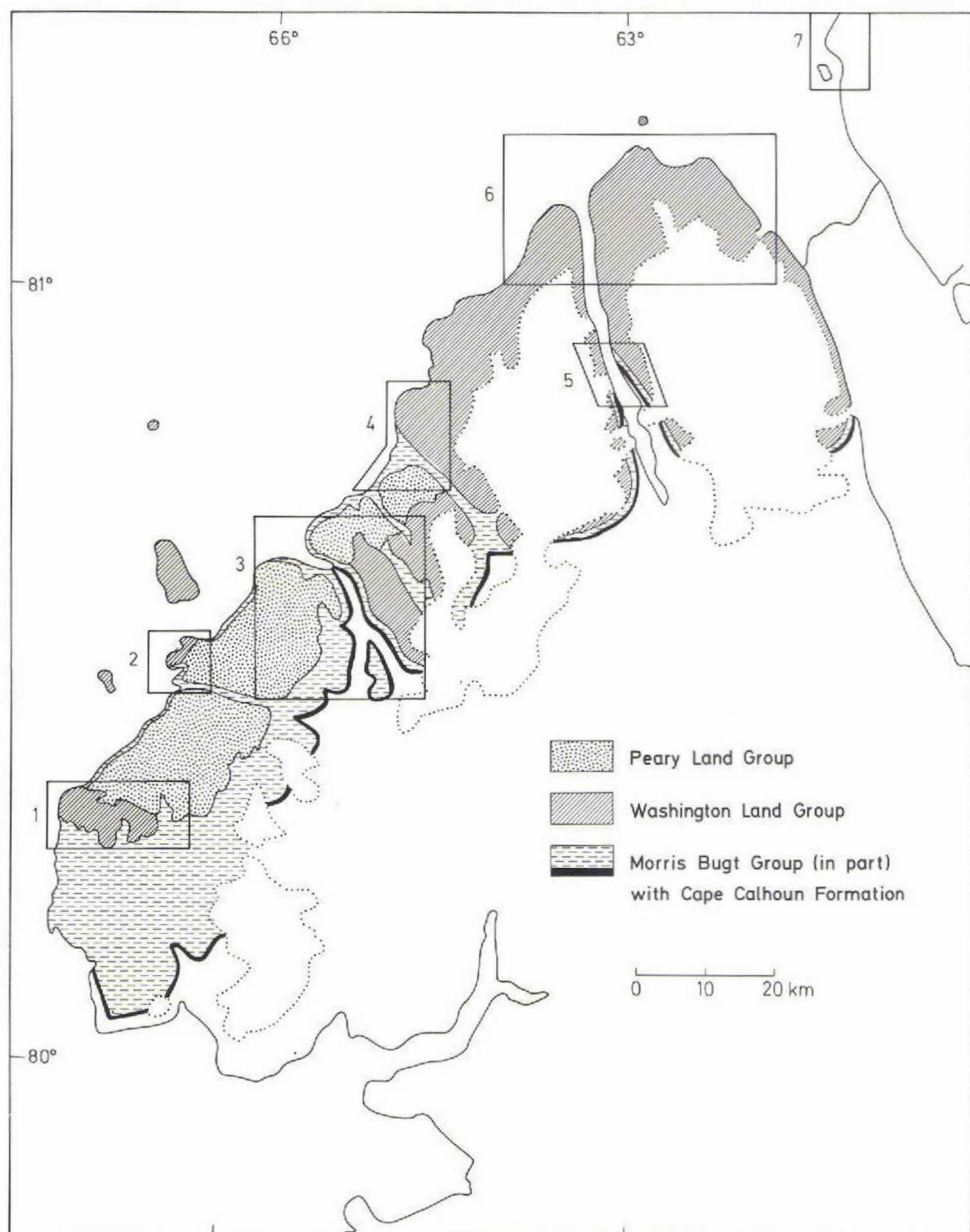 66°
63°
7
6
81°
5
4
3
2
Peary Land Group
1
Washington Land Group
Morris Bugt Group (in part)
with Cape Calhoun Formation
0 10 20 km
80°